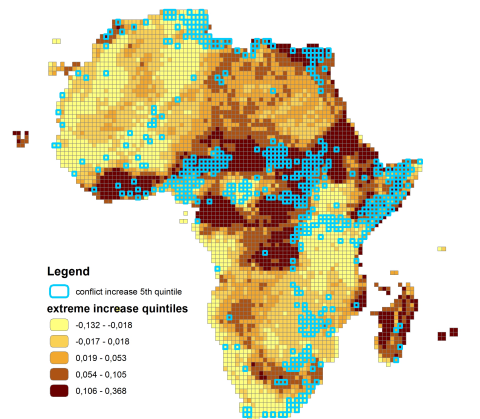 Legend
conflict increase 5th quintile
extreme increase quintiles
-0,132 - -0,018
-0,017 - 0,018
0,019 - 0,053
0,054 - 0,105
0,106 - 0,368